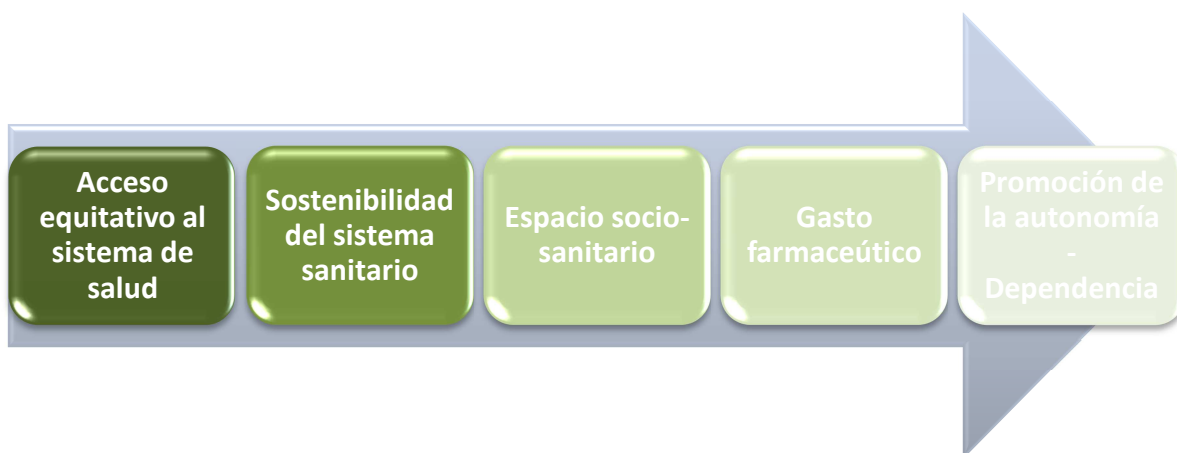 Acceso
equitativo al
sistema de
salud
Sostenibilidad
del sistema
sanitario
Espacio socio-
sanitario
Gasto
farmaceútico
Promoción de
la autonomía
-
Dependencia